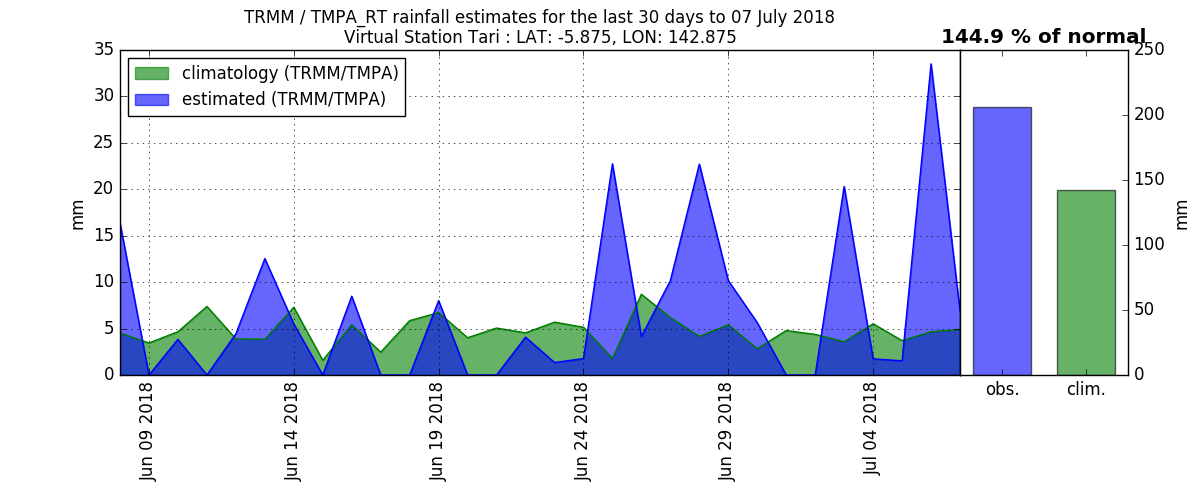 TRMM / TMPA_RT rainfall estimates for the last 30 days to 07 July 2018
Virtual Station Tari : LAT: -5.875, LON: 142.875
144.9 % of normal
climatology (TRMM/TMPA)
estimated (TRMM/TMPA)
35
30
25
20
15
10
5
0
mm
Jun 09 2018
Jun 14 2018
Jun 19 2018
Jun 24 2018
Jun 29 2018
Jul 04 2018
250
200
150
100
50
0
mm
obs.
clim.